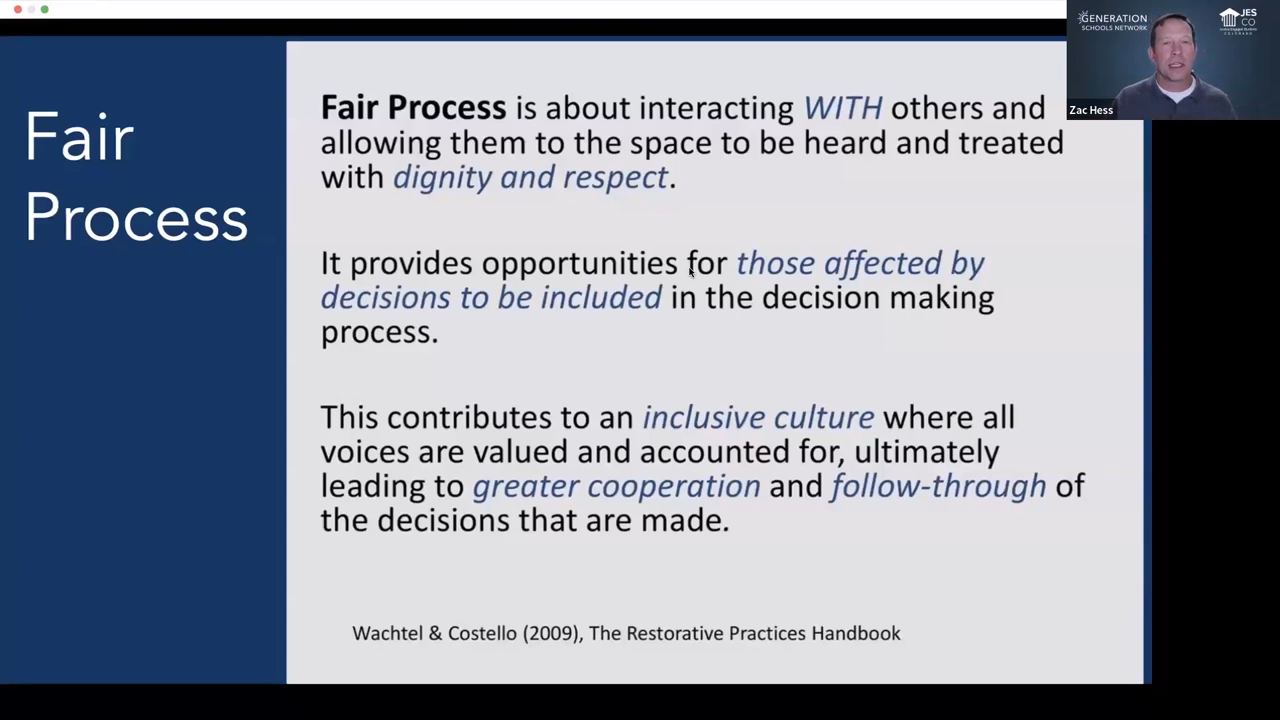 Fair
Process
Fair Process is about interacting WITH others and
allowing them to the space to be heard and treated
with dignity and respect.
It provides opportunities for those affected by
decisions to be included in the decision making
process.
This contributes to an inclusive culture where all
voices are valued and accounted for, ultimately
leading to greater cooperation and follow-through of
the decisions that are made.
Wachtel & Costello (2009), The Restorative Practices Handbook
GENERATION
SCHOOLS NETWORK
JES
CO
COLORADO
Zac Hess